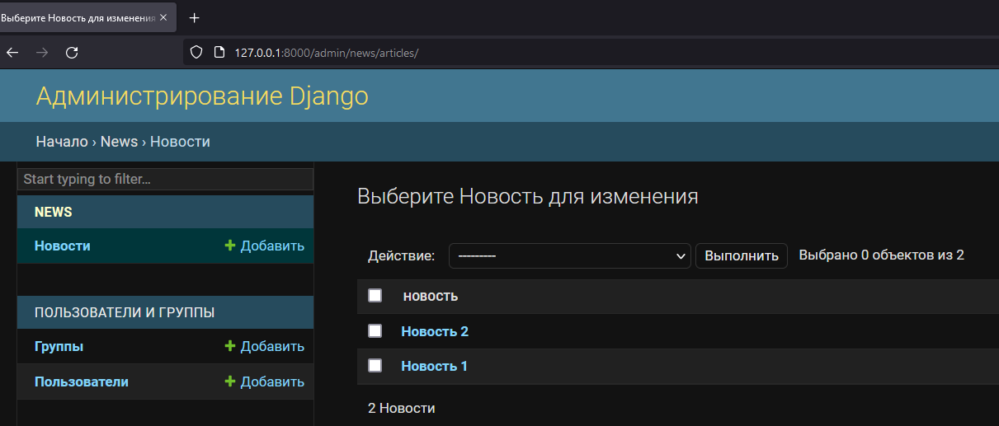 Выберите Новость для изменения
127.0.0.1:8000/admin/news/articles/
Администрирование Django
Начало › News › Новости
Start typing to filter...
NEWS
Новости Добавить
ПОЛЬЗОВАТЕЛИ И ГРУППЫ
Группы Добавить
Пользователи Добавить
Выберите Новость для изменения
Действие: --------- Выполнить Выбрано 0 объектов из 2
НОВОСТЬ
Новость 2
Новость 1
2 Новости